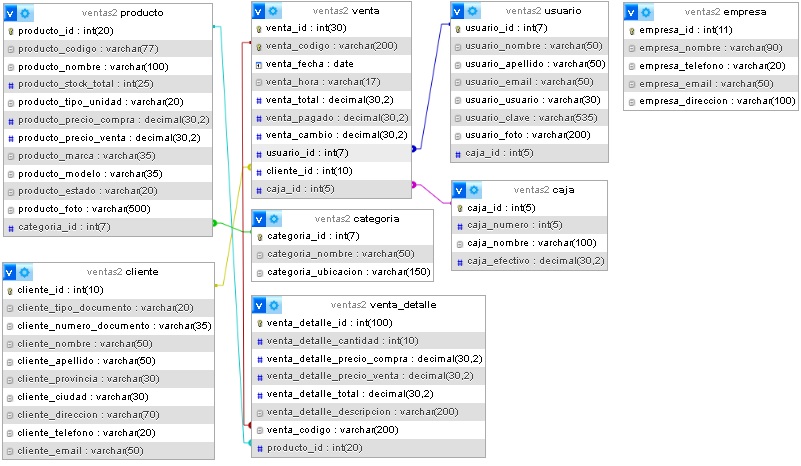 ventas2 producto
producto_id : int(20)
producto_codigo : varchar(77)
producto_nombre : varchar(100)
producto_stock_total : int(25)
producto_tipo_unidad : varchar(20)
producto_precio_compra : decimal(30,2)
producto_precio_venta : decimal(30,2)
producto_marca : varchar(35)
producto_modelo : varchar(35)
producto_estado : varchar(20)
producto_foto : varchar(500)
categoria_id : int(7)
ventas2 cliente
cliente_id : int(10)
cliente_tipo_documento : varchar(20)
cliente_numero_documento : varchar(35)
cliente_nombre : varchar(50)
cliente_apellido : varchar(50)
cliente_provincia : varchar(30)
cliente_ciudad : varchar(30)
cliente_direccion : varchar(70)
cliente_telefono : varchar(20)
cliente_email : varchar(50)
ventas2 venta
venta_id : int(30)
venta_codigo : varchar(200)
venta_fecha : date
venta_hora : varchar(17)
venta_total : decimal(30,2)
venta_pagado : decimal(30,2)
venta_cambio : decimal(30,2)
usuario_id : int(7)
cliente_id : int(10)
caja_id : int(5)
ventas2 categoria
categoria_id : int(7)
categoria_nombre : varchar(50)
categoria_ubicacion : varchar(150)
ventas2 venta_detalle
venta_detalle_id : int(100)
venta_detalle_cantidad : int(10)
venta_detalle_precio_compra : decimal(30,2)
venta_detalle_precio_venta : decimal(30,2)
venta_detalle_total : decimal(30,2)
venta_detalle_descripcion : varchar(200)
venta_codigo : varchar(200)
producto_id : int(20)
ventas2 usuario
usuario_id : int(7)
usuario_nombre : varchar(50)
usuario_apellido : varchar(50)
usuario_email : varchar(50)
usuario_usuario : varchar(30)
usuario_clave : varchar(535)
usuario_foto : varchar(200)
caja_id : int(5)
ventas2 caja
caja_id : int(5)
caja_numero : int(5)
caja_nombre : varchar(100)
caja_efectivo : decimal(30,2)
ventas2 empresa
empresa_id : int(11)
empresa_nombre : varchar(90)
empresa_telefono : varchar(20)
empresa_email : varchar(50)
empresa_direccion : varchar(100)